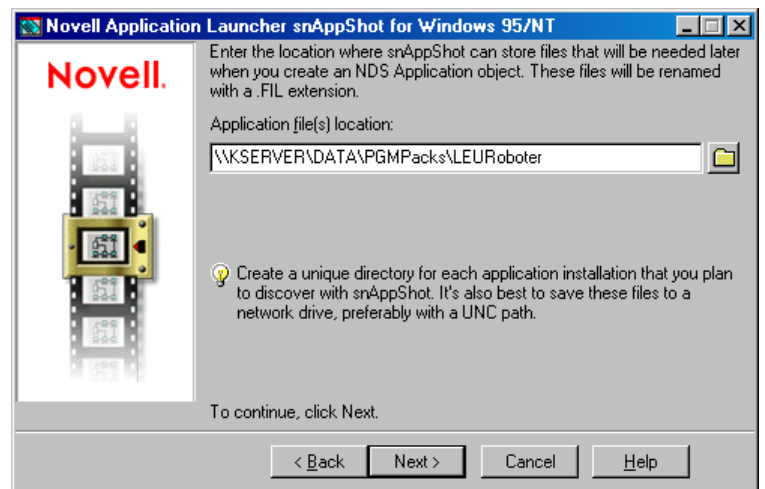 Novell Application Launcher snAppShot for Windows 95/NT
Novell.
Enter the location where snAppShot can store files that will be needed later
when you create an NDS Application object. These files will be renamed
with a .FIL extension.
Application file(s) location:
\\KSERVER\DATA\PGMPacks\LEURoboter
Create a unique directory for each application installation that you plan
to discover with snAppShot. It's also best to save these files to a
network drive, preferably with a UNC path.
To continue, click Next.
< Back Next > Cancel Help